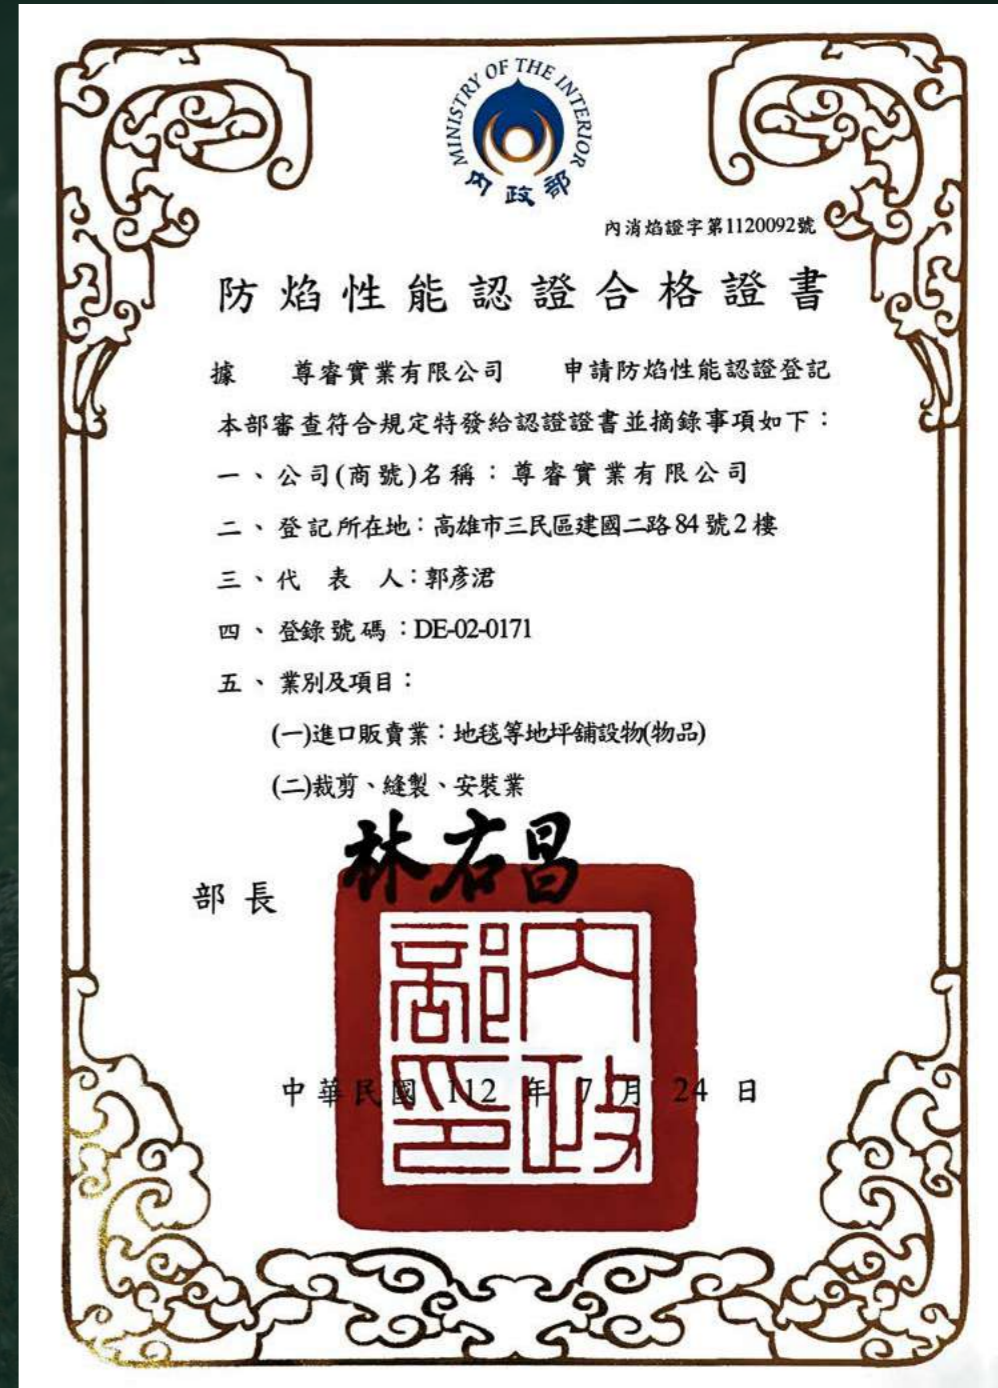 MINISTRY OF THE INTERIOR
內政部
內消焰證字第1120092號
防焰性能認證合格證書
據 尊睿實業有限公司 申請防焰性能認證登記
本部審查符合規定特發給認證證書並摘錄事項如下：
一、公司(商號)名稱：尊睿實業有限公司
二、登記所在地：高雄市三民區建國二路84號2樓
三、代 表 人：郭彥涒
四、登錄號碼：DE-02-0171
五、業別及項目：
(一)進口販賣業：地毯等地坪舖設物(物品)
(二)裁剪、縫製、安裝業
部長 林右昌
內政部印
中華民國 112 年 7 月 24 日